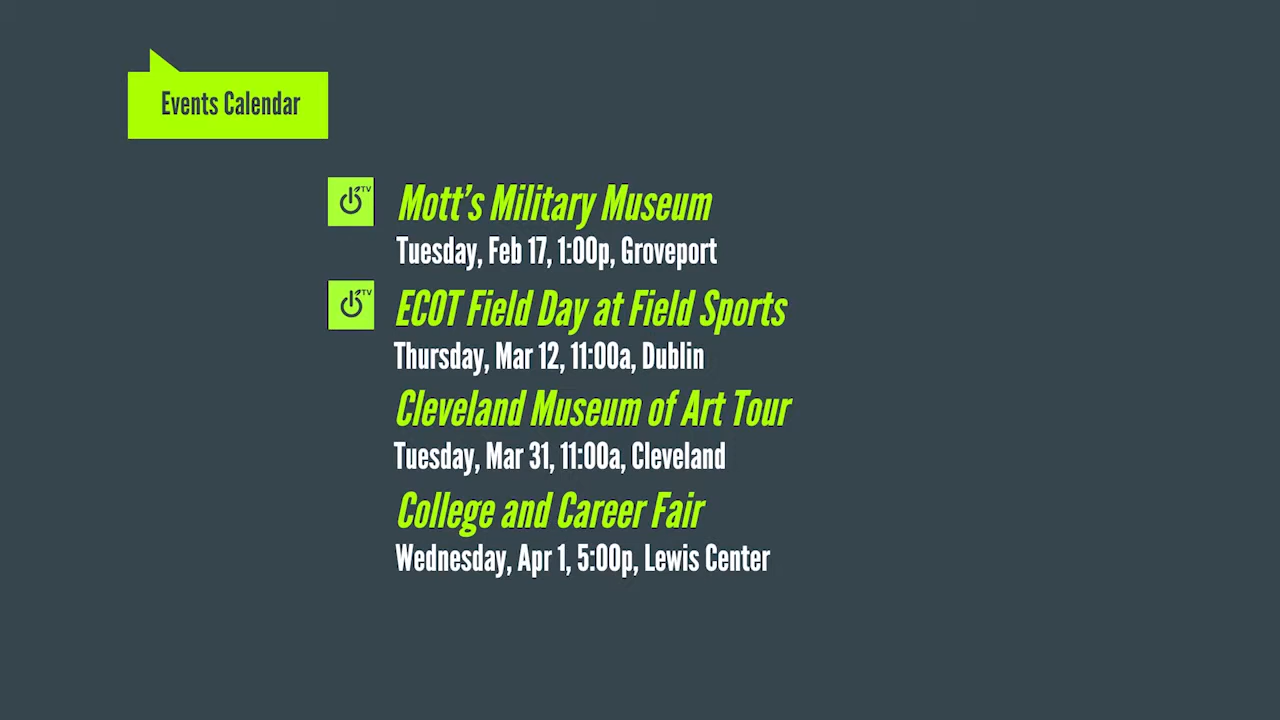 Events Calendar
TV
Mott's Military Museum
Tuesday, Feb 17, 1:00p, Groveport
TV
ECOT Field Day at Field Sports
Thursday, Mar 12, 11:00a, Dublin
Cleveland Museum of Art Tour
Tuesday, Mar 31, 11:00a, Cleveland
College and Career Fair
Wednesday, Apr 1, 5:00p, Lewis Center